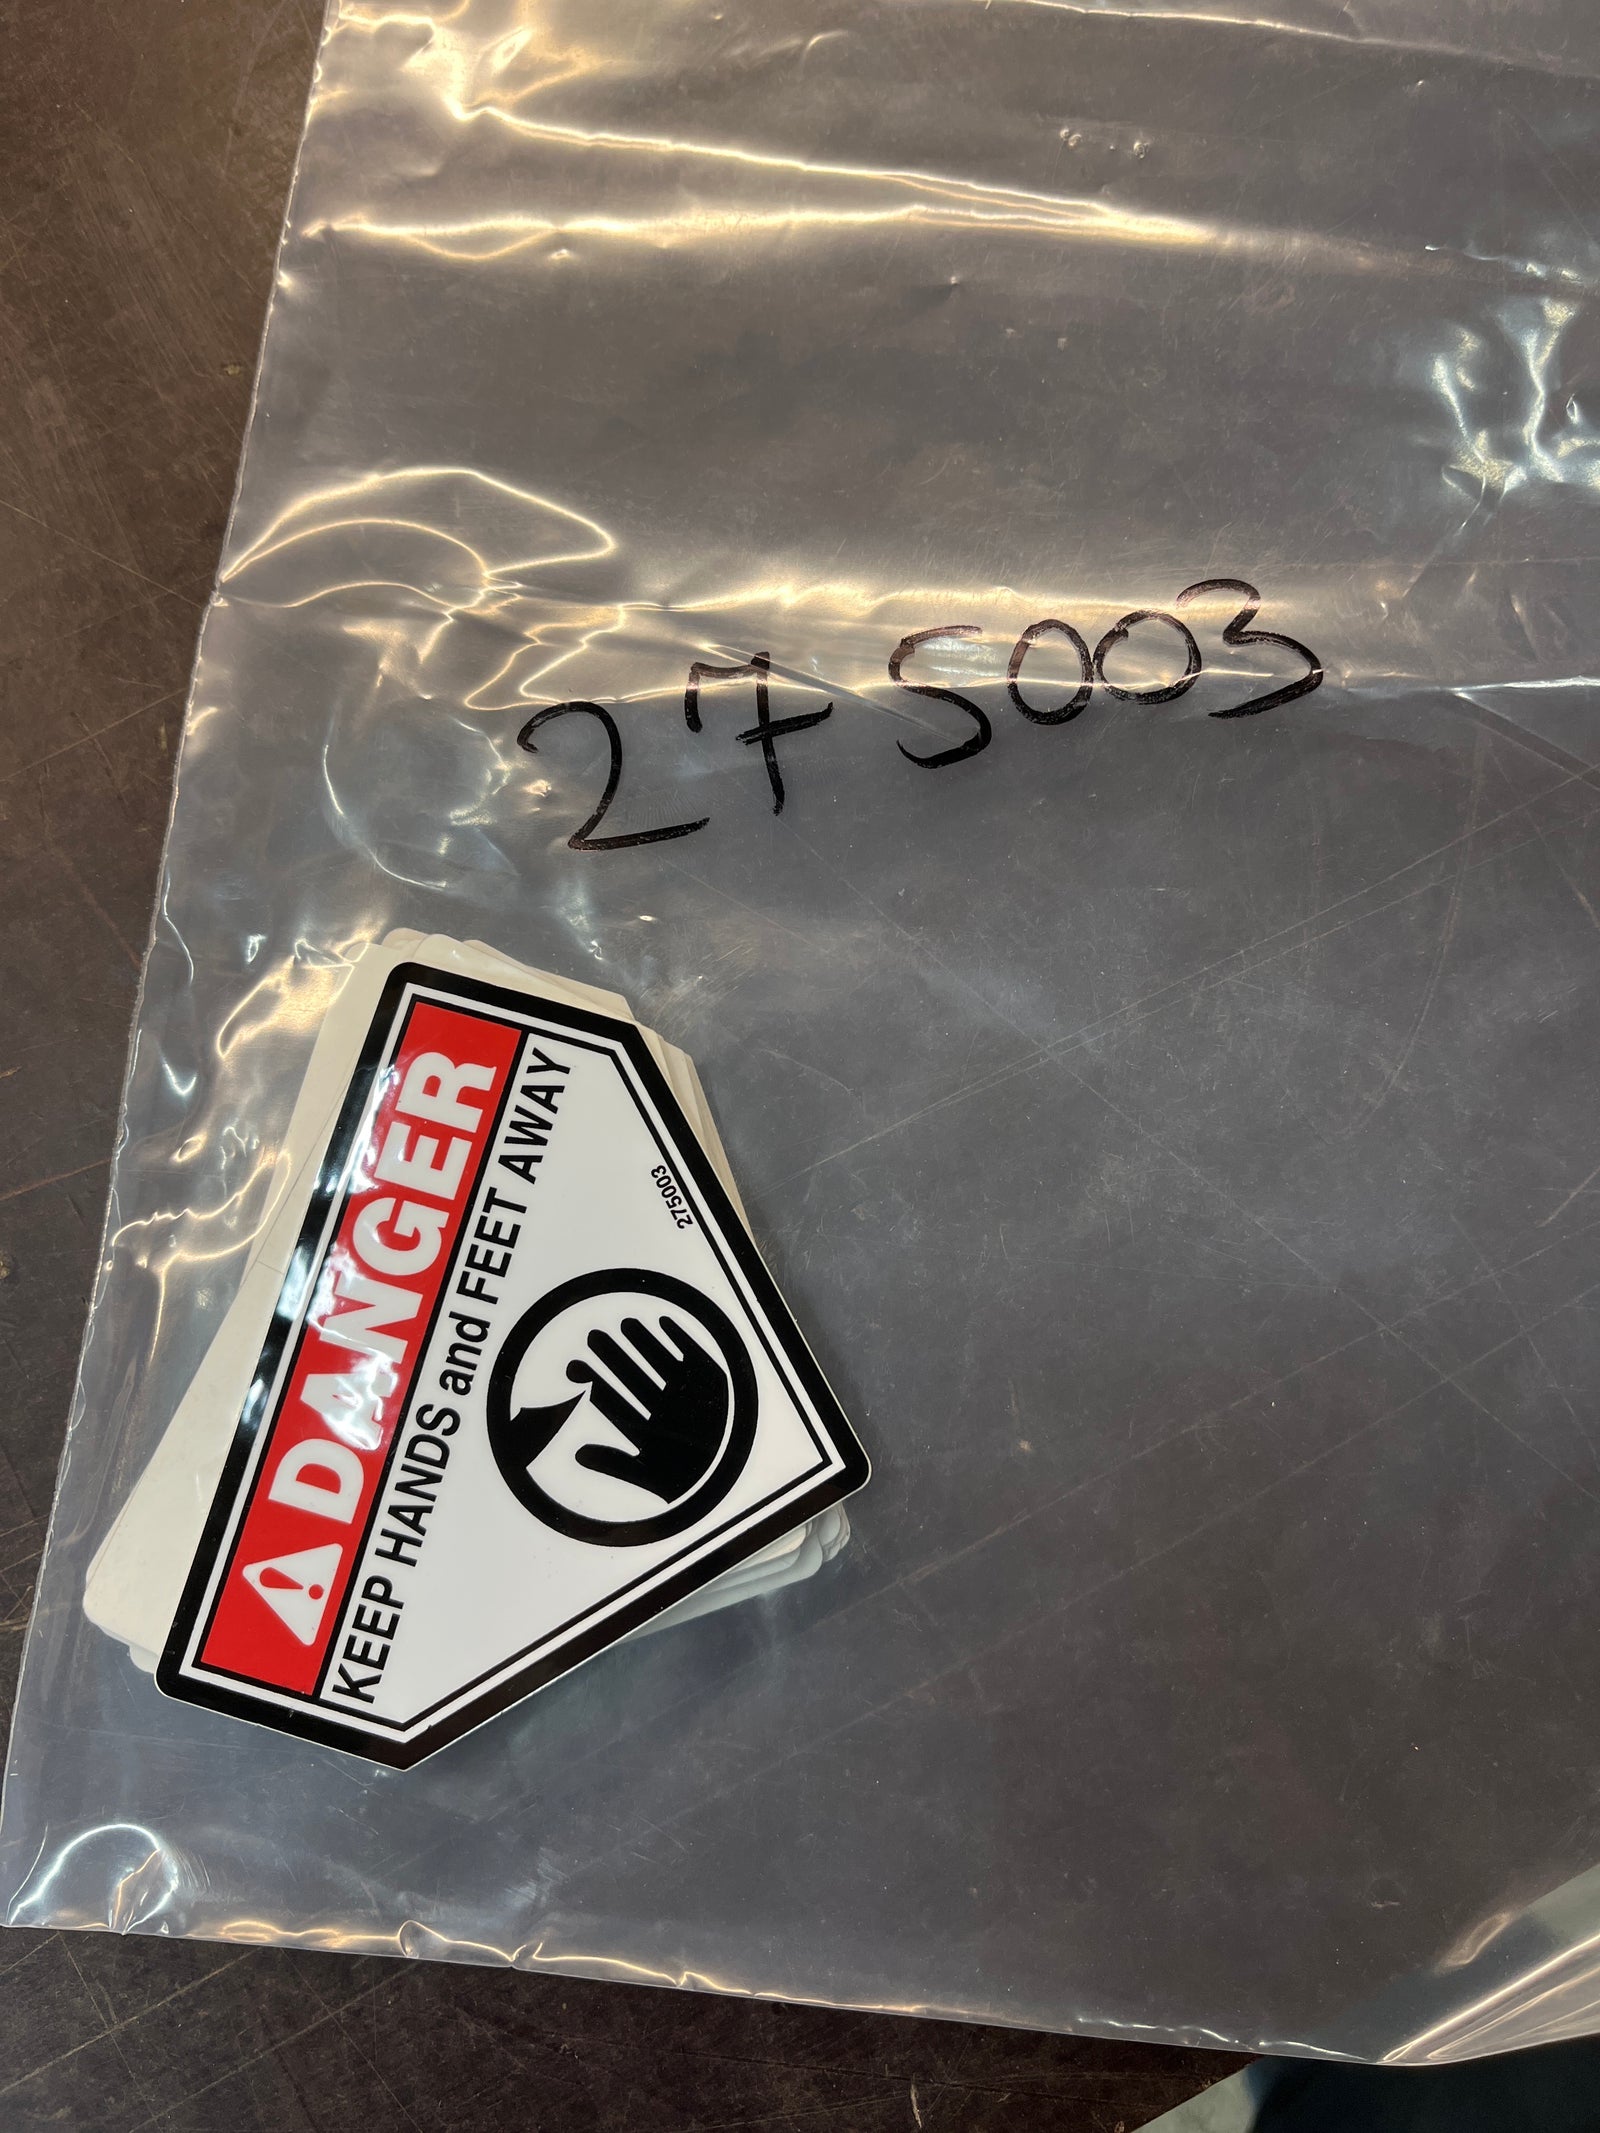 275003
DANGER
KEEP HANDS and FEET AWAY
275003